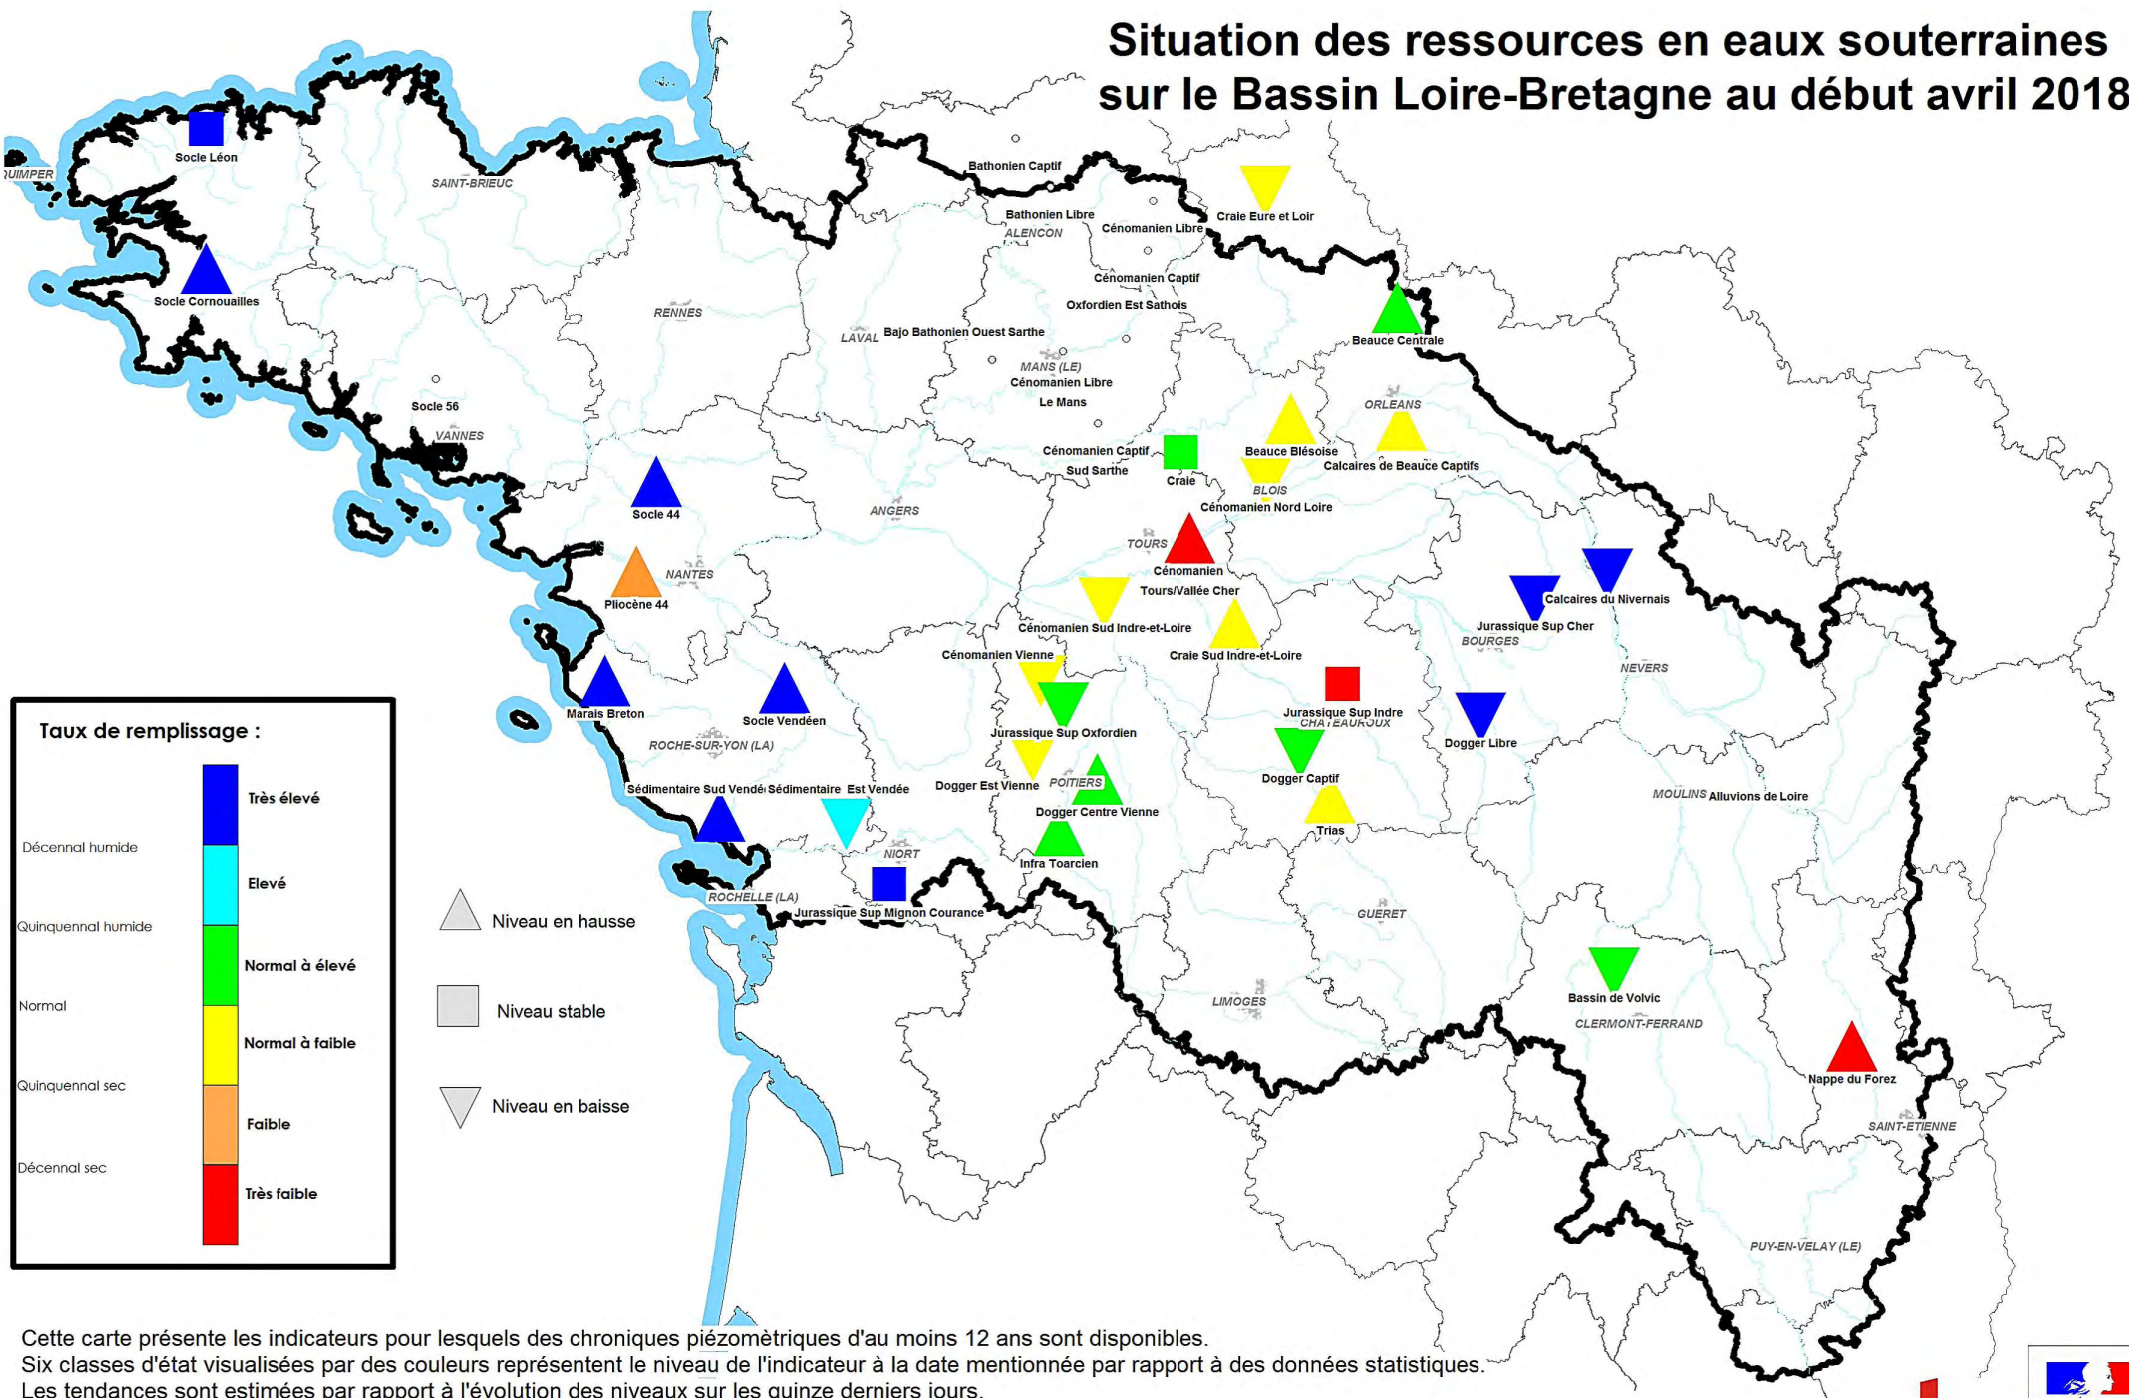 Situation des ressources en eaux souterraines
sur le Bassin Loire-Bretagne au début avril 2018
Socle Léon
QUIMPER
SAINT-BRIEUC
Bathonien Captif
Craie Eure et Loir
Bathonien Libre
ALENCON
Cénomanien Libre
Socle Cornouailles
Cénomanien Captif
Oxfordien Est Sathois
RENNES
LAVAL
Bajo Bathonien Ouest Sarthe
Beauce Centrale
MANS (LE)
Cénomanien Libre
Le Mans
Socle 56
VANNES
ORLEANS
Cénomanien Captif
Sud Sarthe
Craie
Beauce Blésoise
Calcaires de Beauce Captifs
BLOIS
Cénomanien Nord Loire
Socle 44
ANGERS
TOURS
Cénomanien
Tours/Vallée Cher
NANTES
Pliocène 44
Calcaires du Nivernais
Jurassique Sup Cher
BOURGES
Cénomanien Sud Indre-et-Loire
Craie Sud Indre-et-Loire
Cénomanien Vienne
NEVERS
Marais Breton
Socle Vendéen
Jurassique Sup Indre
CHATEAUROUX
Jurassique Sup Oxfordien
Dogger Libre
ROCHE-SUR-YON (LA)
Dogger Captif
Sédimentaire Sud Vendé
Sédimentaire Est Vendée
Dogger Est Vienne
POITIERS
MOULINS
Alluvions de Loire
Dogger Centre Vienne
Trias
NIORT
Infra Toarcien
ROCHELLE (LA)
Jurassique Sup Mignon Courance
GUERET
LIMOGES
Bassin de Volvic
CLERMONT-FERRAND
Nappe du Forez
SAINT-ETIENNE
PUY-EN-VELAY (LE)
Taux de remplissage :
Très élevé
Décennal humide
Elevé
Quinquennal humide
Normal à élevé
Normal
Normal à faible
Quinquennal sec
Faible
Décennal sec
Très faible
Niveau en hausse
Niveau stable
Niveau en baisse
Cette carte présente les indicateurs pour lesquels des chroniques piézomètriques d'au moins 12 ans sont disponibles.
Six classes d'état visualisées par des couleurs représentent le niveau de l'indicateur à la date mentionnée par rapport à des données statistiques.
Les tendances sont estimées par rapport à l'évolution des niveaux sur les quinze derniers jours.